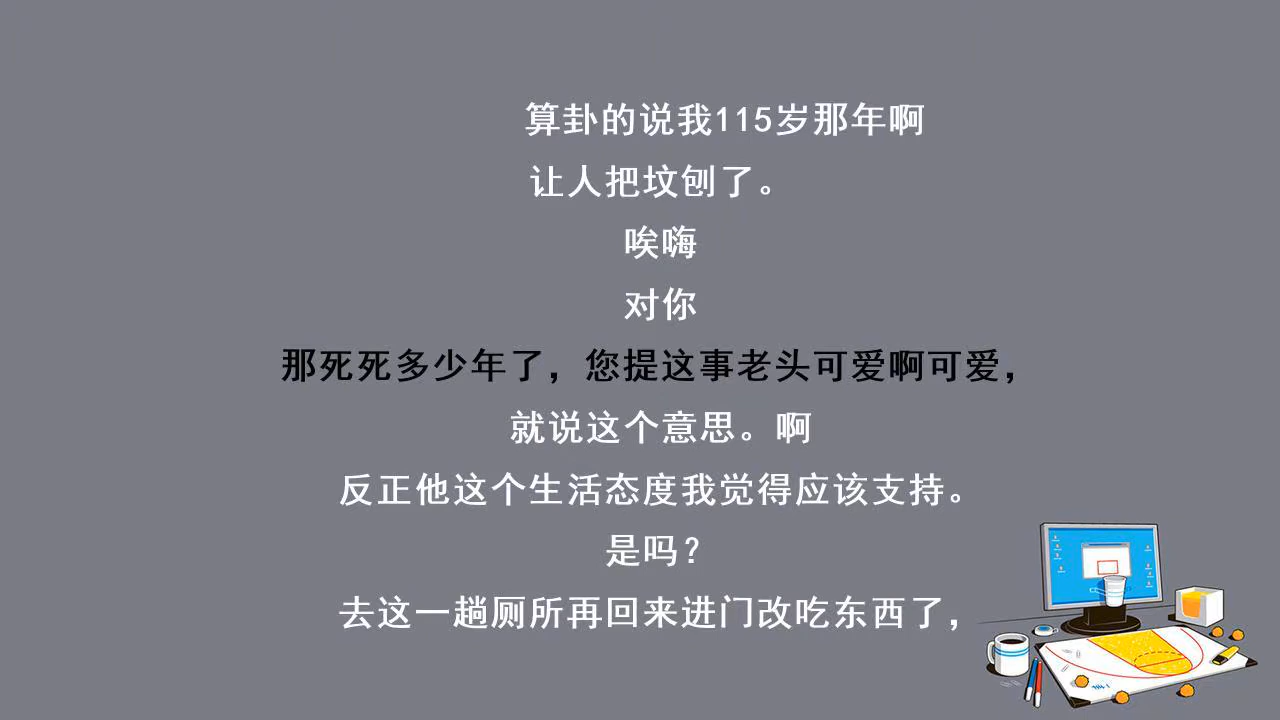 算卦的说我115岁那年啊
让人把坟刨了。
唉嗨
对你
那死死多少年了，您提这事老头可爱啊可爱，
就说这个意思。啊
反正他这个生活态度我觉得应该支持。
是吗？
去这一趟厕所再回来进门改吃东西了，